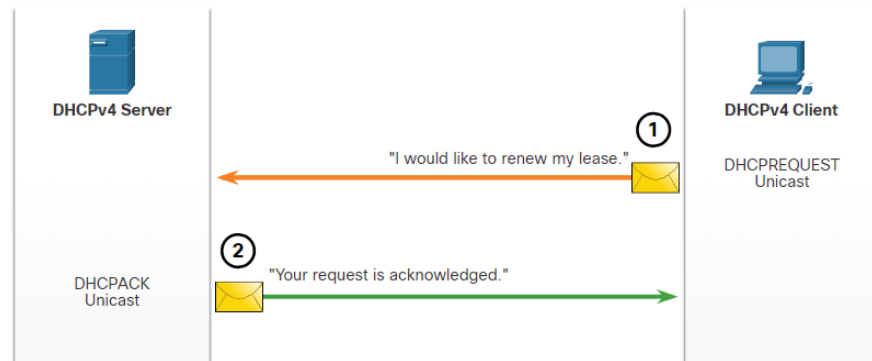 DHCPv4 Server
DHCPv4 Client
1
"I would like to renew my lease."
DHCPREQUEST
Unicast
2
"Your request is acknowledged."
DHCPACK
Unicast